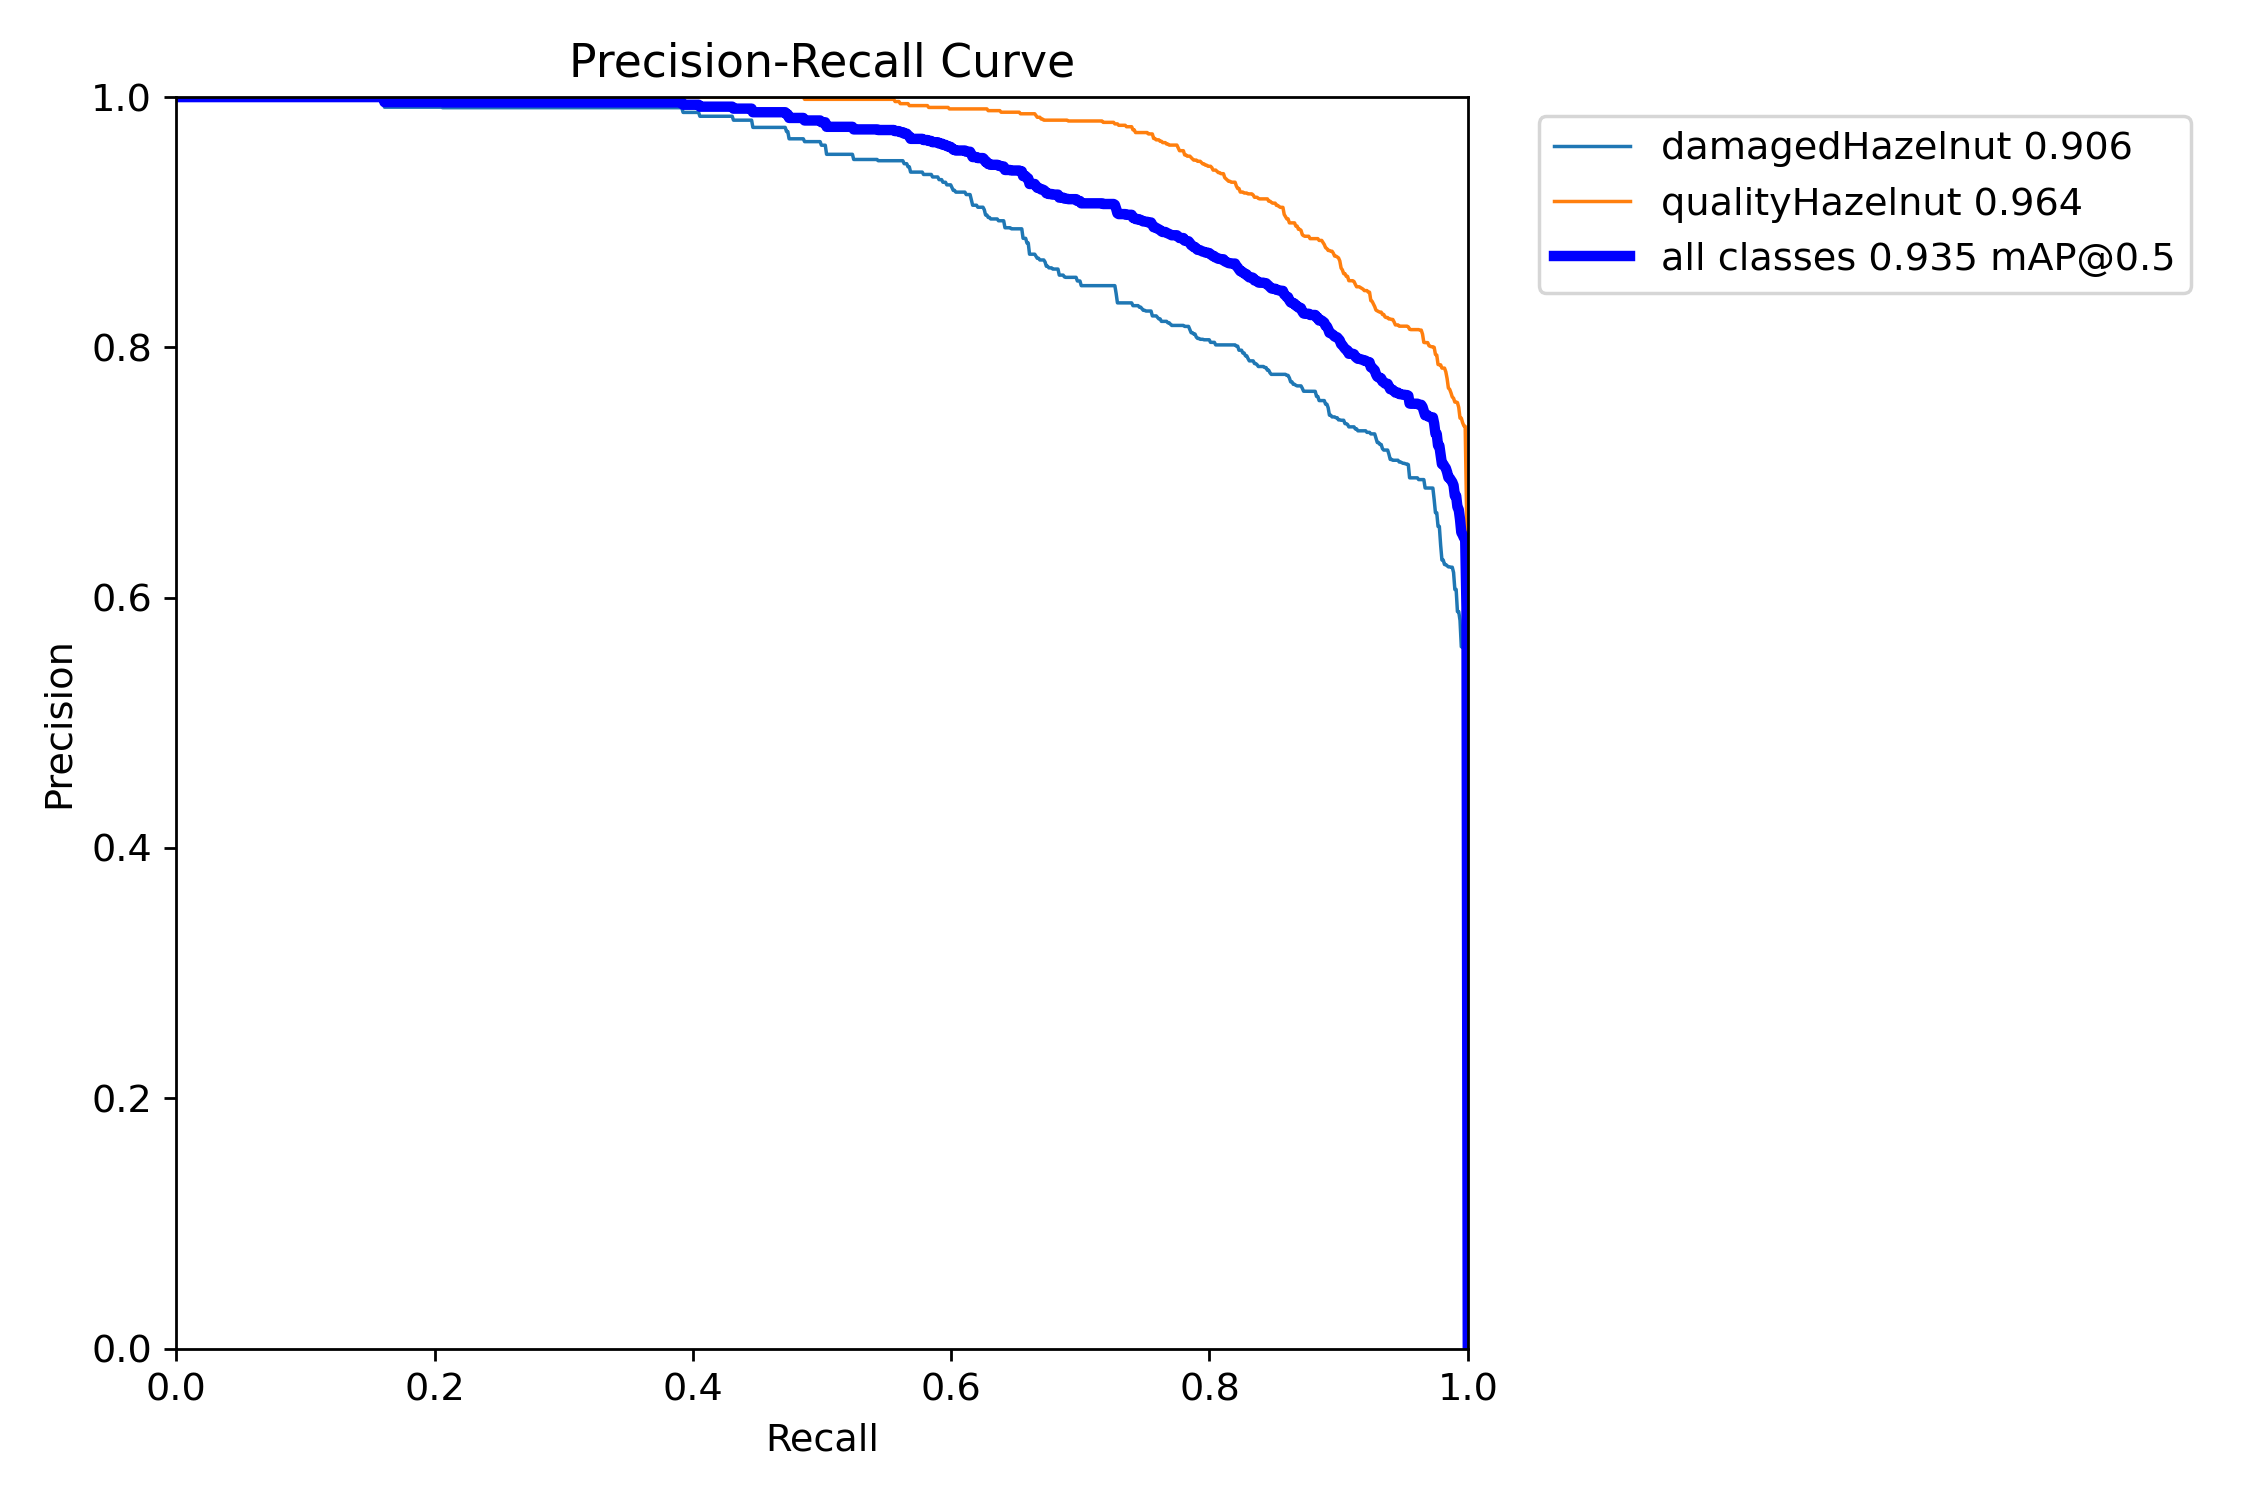 Precision-Recall Curve
damagedHazelnut 0.906
qualityHazelnut 0.964
all classes 0.935 mAP@0.5
Precision
1.0
0.8
0.6
0.4
0.2
0.0
0.0 0.2 0.4 0.6 0.8 1.0
Recall